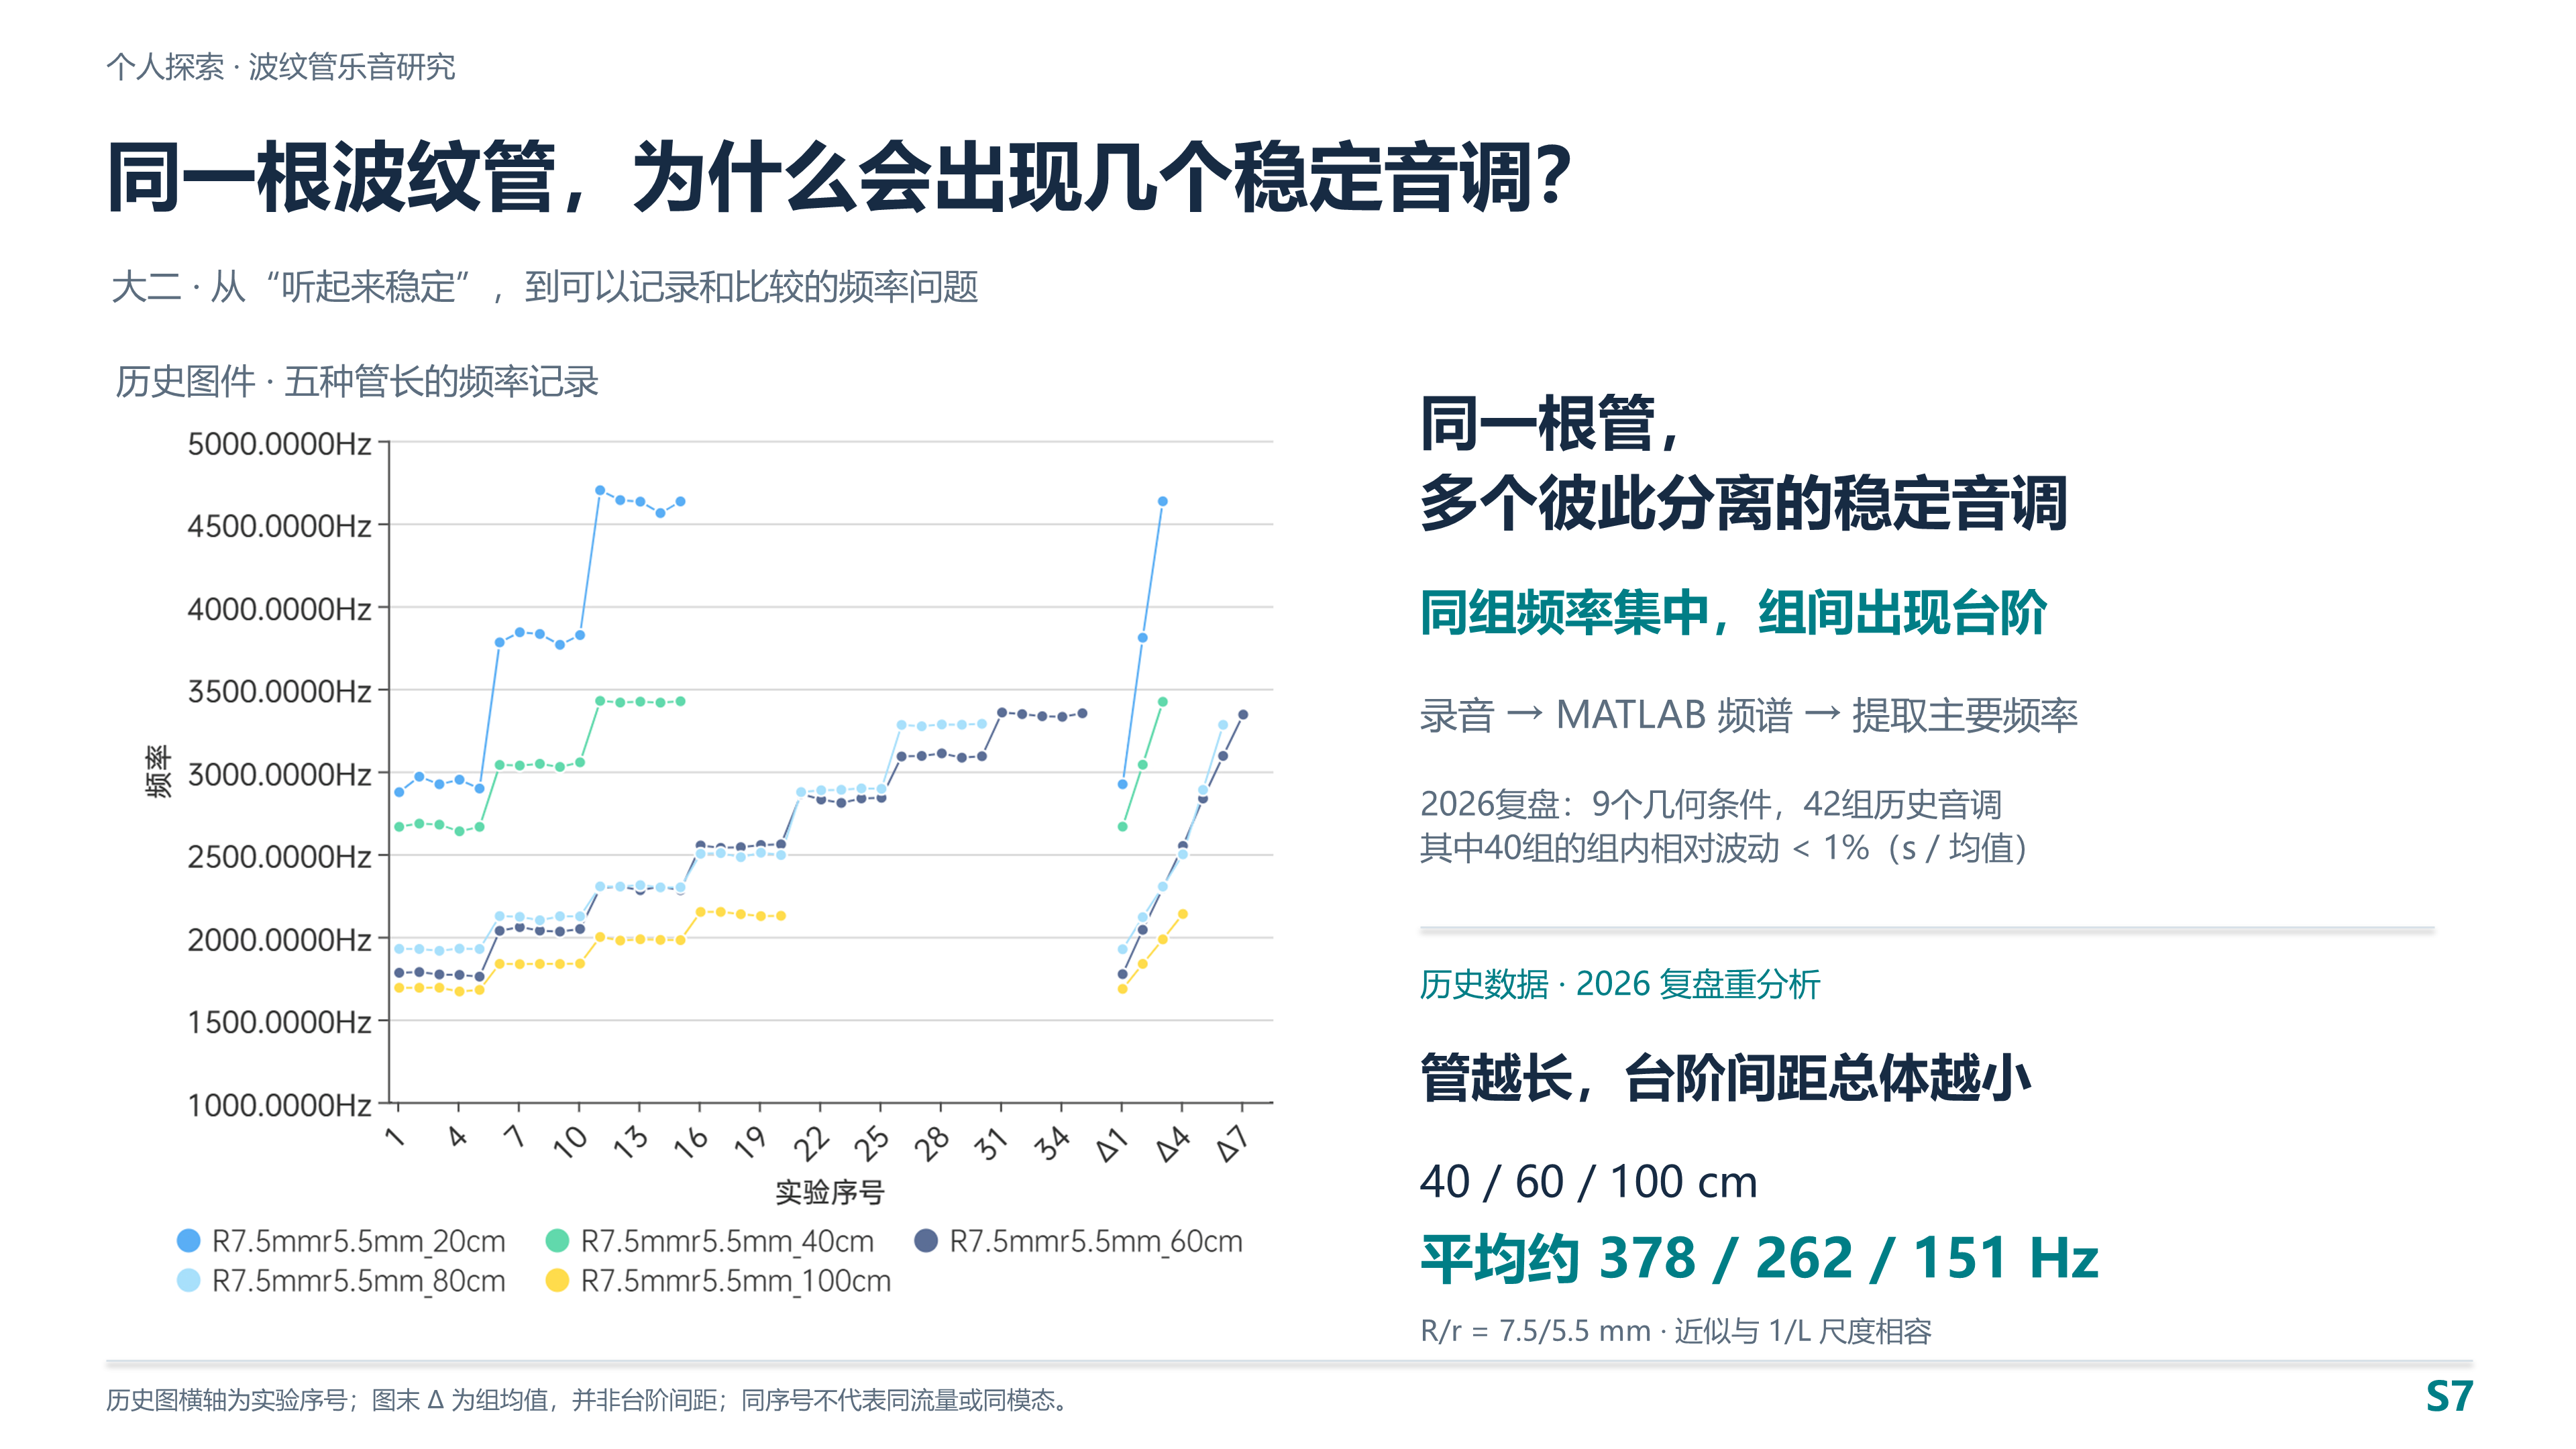 个人探索 · 波纹管乐音研究
同一根波纹管，为什么会出现几个稳定音调？
大二 · 从“听起来稳定”，到可以记录和比较的频率问题
历史图件 · 五种管长的频率记录
5000.0000Hz
4500.0000Hz
4000.0000Hz
3500.0000Hz
3000.0000Hz
2500.0000Hz
2000.0000Hz
1500.0000Hz
1000.0000Hz
频率
1 4 7 10 13 16 19 22 25 28 31 34 Δ1 Δ4 Δ7
实验序号
R7.5mmr5.5mm_20cm R7.5mmr5.5mm_40cm R7.5mmr5.5mm_60cm
R7.5mmr5.5mm_80cm R7.5mmr5.5mm_100cm
同一根管，
多个彼此分离的稳定音调
同组频率集中，组间出现台阶
录音 → MATLAB 频谱 → 提取主要频率
2026复盘：9个几何条件，42组历史音调
其中40组的组内相对波动 < 1%（s / 均值）
历史数据 · 2026 复盘重分析
管越长，台阶间距总体越小
40 / 60 / 100 cm
平均约 378 / 262 / 151 Hz
R/r = 7.5/5.5 mm · 近似与 1/L 尺度相容
历史图横轴为实验序号；图末 Δ 为组均值，并非台阶间距；同序号不代表同流量或同模态。
S7